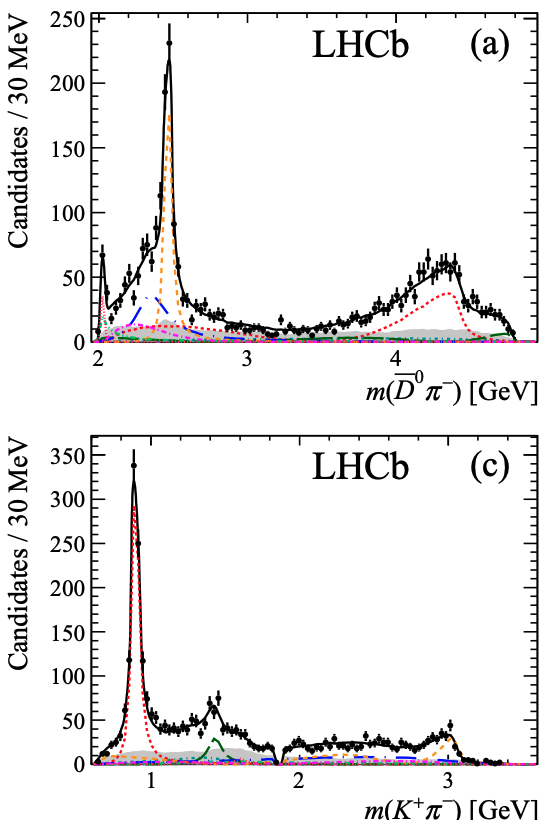 Candidates / 30 MeV
250
200
150
100
50
0
LHCb
(a)
2
3
4
m(D̅⁰π⁻) [GeV]
Candidates / 30 MeV
350
300
250
200
150
100
50
0
LHCb
(c)
1
2
3
m(K⁺π⁻) [GeV]